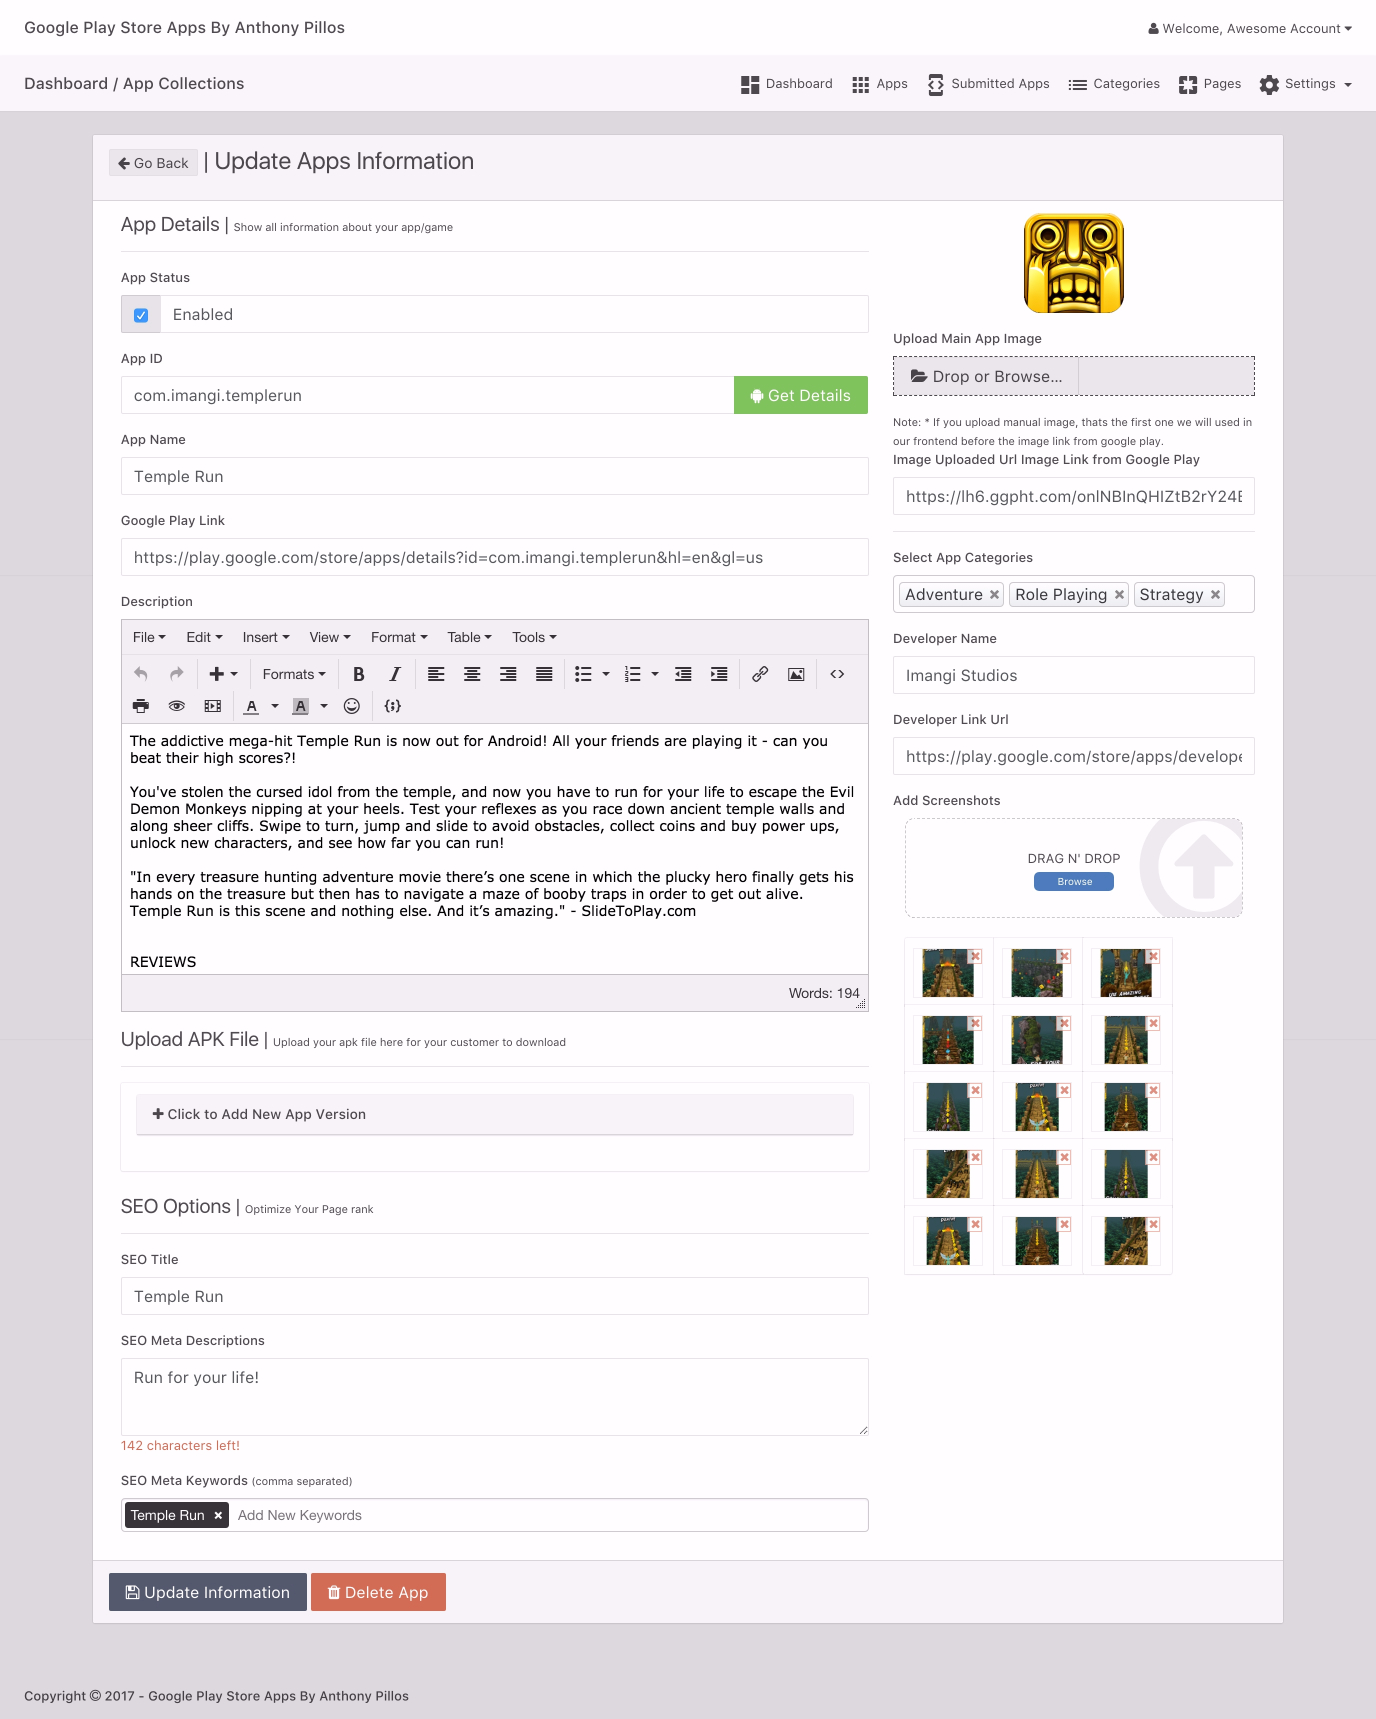 Google Play Store Apps By Anthony Pillos
Welcome, Awesome Account
Dashboard / App Collections
Dashboard
Apps
Submitted Apps
Categories
Pages
Settings
Go Back | Update Apps Information
App Details | Show all information about your app/game
App Status
Enabled
App ID
com.imangi.templerun
Get Details
App Name
Temple Run
Google Play Link
https://play.google.com/store/apps/details?id=com.imangi.templerun&hl=en&gl=us
Description
File Edit Insert View Format Table Tools
Formats
The addictive mega-hit Temple Run is now out for Android! All your friends are playing it - can you
beat their high scores?!
You've stolen the cursed idol from the temple, and now you have to run for your life to escape the Evil
Demon Monkeys nipping at your heels. Test your reflexes as you race down ancient temple walls and
along sheer cliffs. Swipe to turn, jump and slide to avoid obstacles, collect coins and buy power ups,
unlock new characters, and see how far you can run!
"In every treasure hunting adventure movie there’s one scene in which the plucky hero finally gets his
hands on the treasure but then has to navigate a maze of booby traps in order to get out alive.
Temple Run is this scene and nothing else. And it’s amazing." - SlideToPlay.com
REVIEWS
Words: 194
Upload APK File | Upload your apk file here for your customer to download
Click to Add New App Version
SEO Options | Optimize Your Page rank
SEO Title
Temple Run
SEO Meta Descriptions
Run for your life!
142 characters left!
SEO Meta Keywords (comma separated)
Temple Run × Add New Keywords
Upload Main App Image
Drop or Browse...
Note: * If you upload manual image, thats the first one we will used in
our frontend before the image link from google play.
Image Uploaded Url Image Link from Google Play
https://lh6.ggpht.com/onlNBInQHIZtB2rY24E
Select App Categories
Adventure × Role Playing × Strategy ×
Developer Name
Imangi Studios
Developer Link Url
https://play.google.com/store/apps/develope
Add Screenshots
DRAG N' DROP
Browse
Update Information
Delete App
Copyright © 2017 - Google Play Store Apps By Anthony Pillos